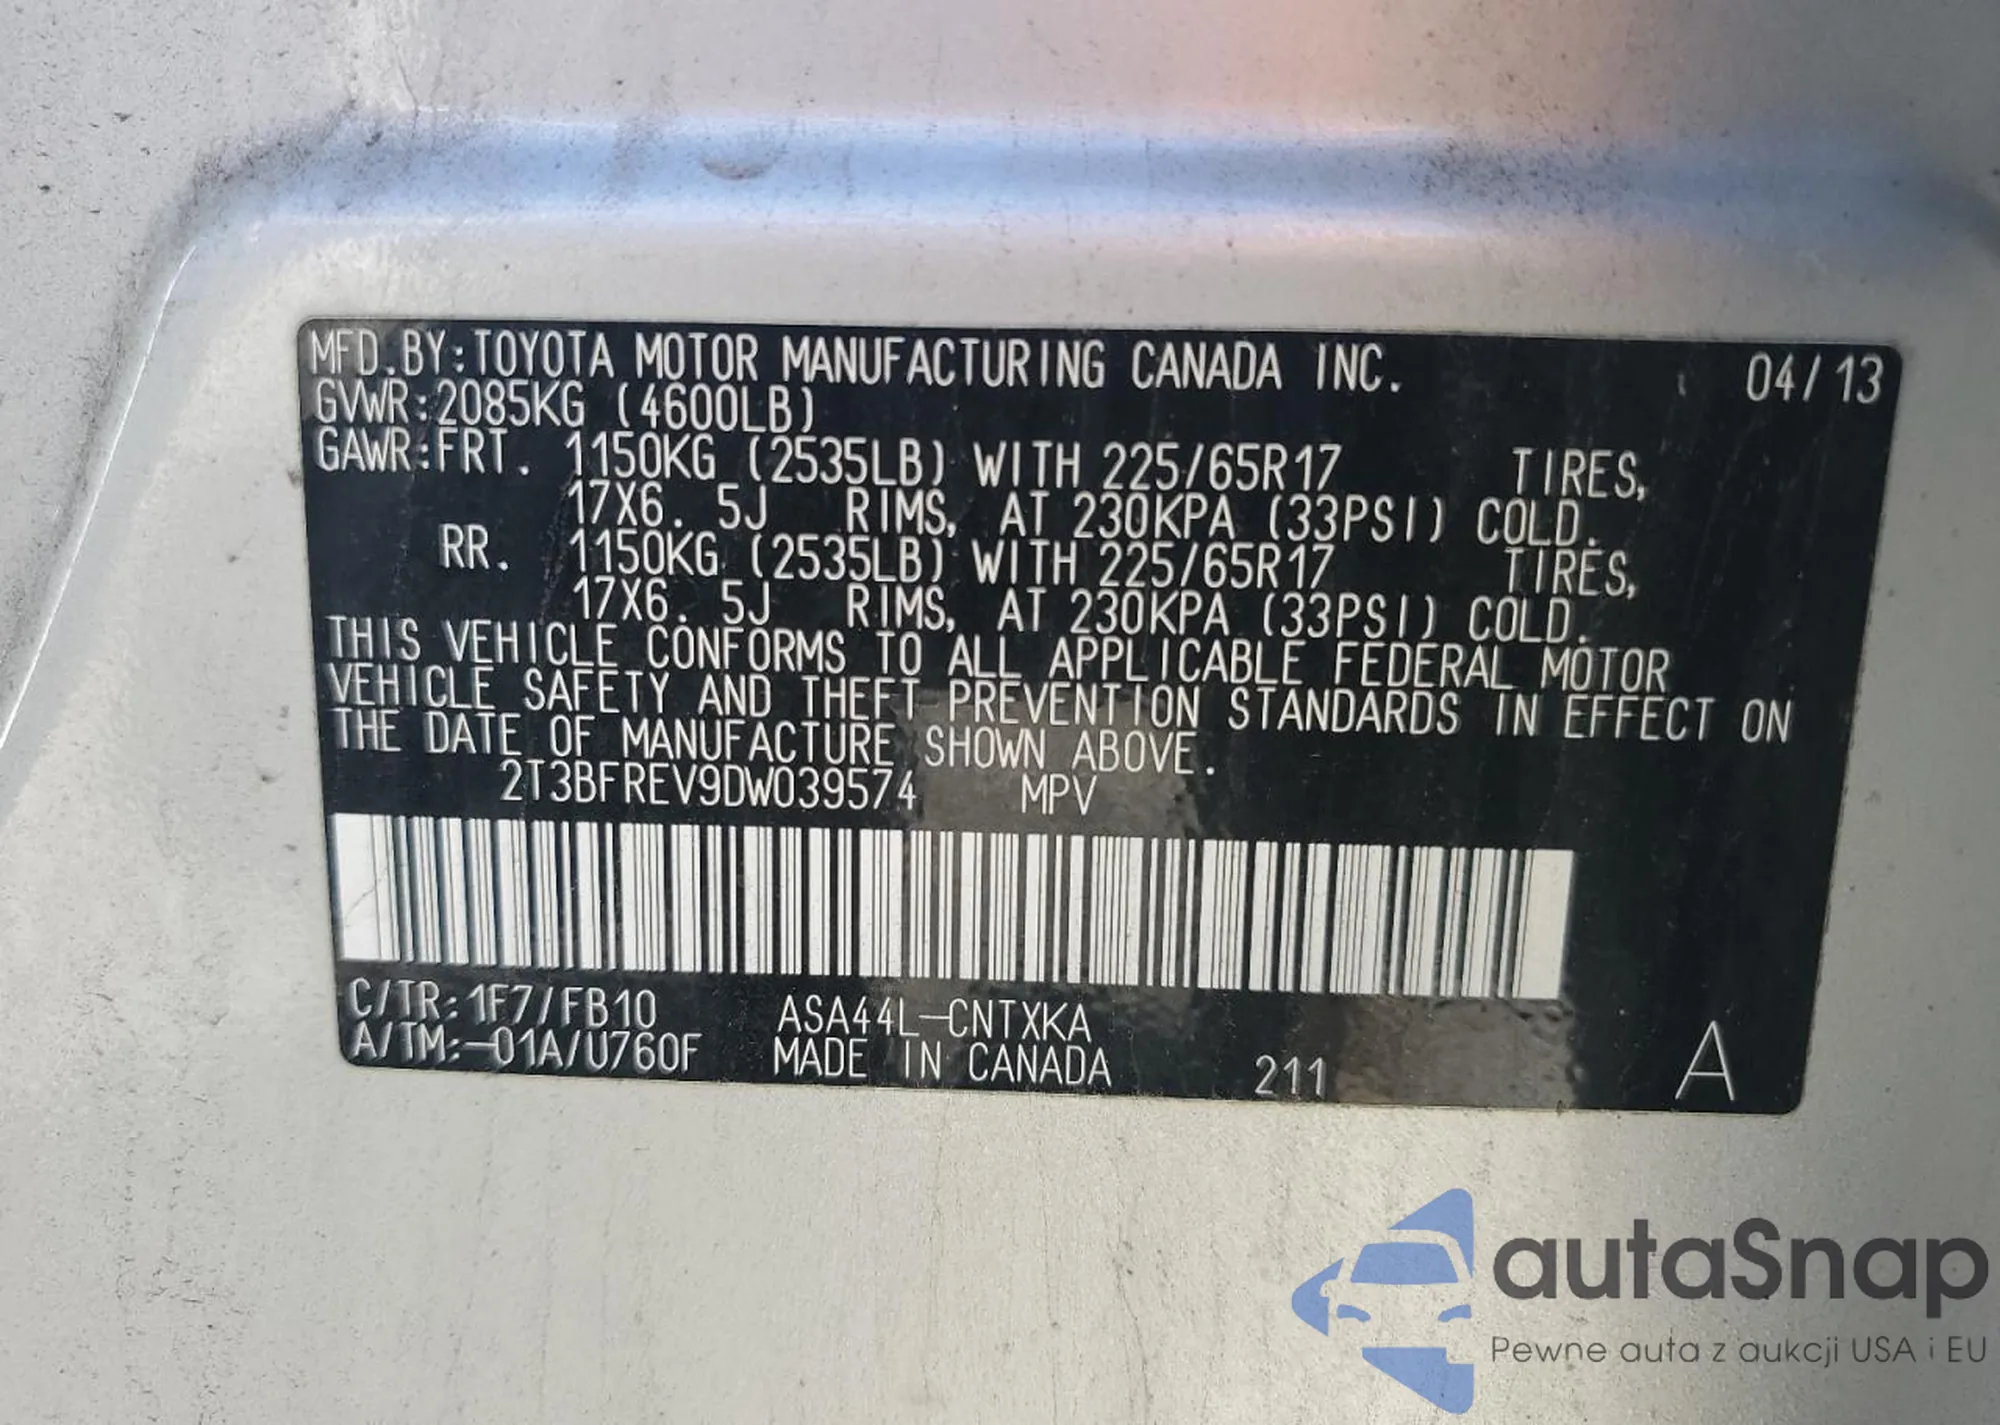 MFD.BY:TOYOTA MOTOR MANUFACTURING CANADA INC. 04/13
GVWR:2085KG (4600LB)
GAWR:FRT. 1150KG (2535LB) WITH 225/65R17 TIRES,
17X6. 5J RIMS, AT 230KPA (33PSI) COLD.
RR. 1150KG (2535LB) WITH 225/65R17 TIRES,
17X6. 5J RIMS, AT 230KPA (33PSI) COLD.
THIS VEHICLE CONFORMS TO ALL APPLICABLE FEDERAL MOTOR
VEHICLE SAFETY AND THEFT PREVENTION STANDARDS IN EFFECT ON
THE DATE OF MANUFACTURE SHOWN ABOVE.
2T3BFREV9DW039574 MPV
C/TR:1F7/FB10 ASA44L-CNTXKA
A/TM:-01A/U760F MADE IN CANADA 211 A
autaSnap
Pewne auta z aukcji USA i EU